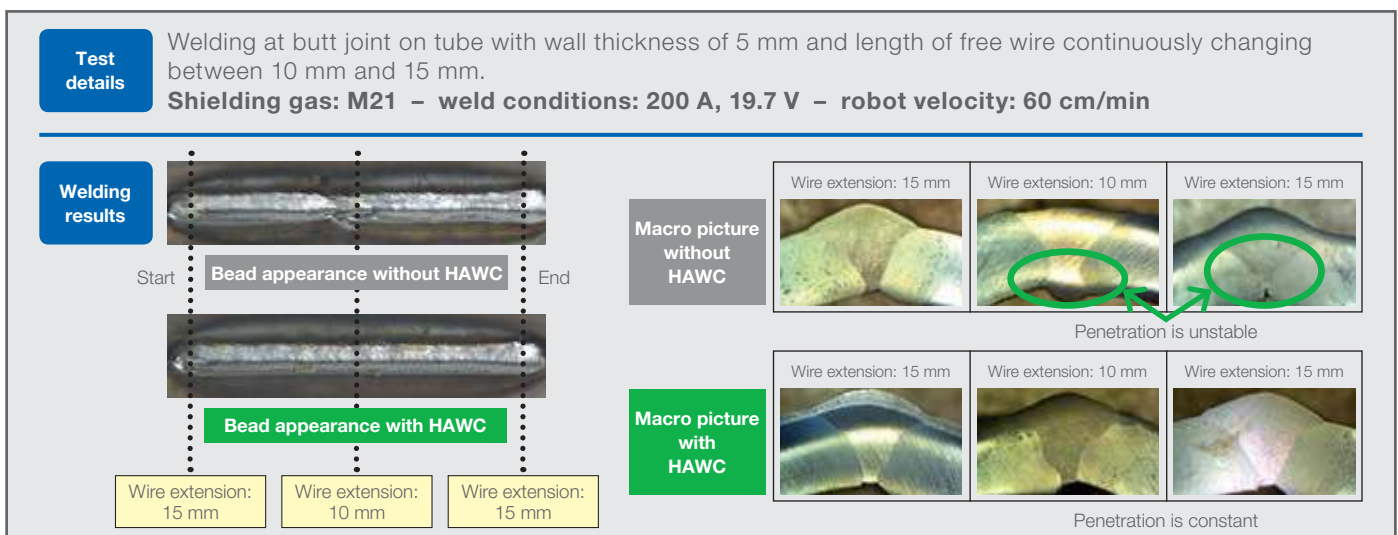 Test
details
Welding at butt joint on tube with wall thickness of 5 mm and length of free wire continuously changing
between 10 mm and 15 mm.
Shielding gas: M21 – weld conditions: 200 A, 19.7 V – robot velocity: 60 cm/min
Welding
results
Start
Bead appearance without HAWC
End
Bead appearance with HAWC
Wire extension:
15 mm
Wire extension:
10 mm
Wire extension:
15 mm
Macro picture
without
HAWC
Wire extension: 15 mm
Wire extension: 10 mm
Wire extension: 15 mm
Penetration is unstable
Macro picture
with
HAWC
Wire extension: 15 mm
Wire extension: 10 mm
Wire extension: 15 mm
Penetration is constant